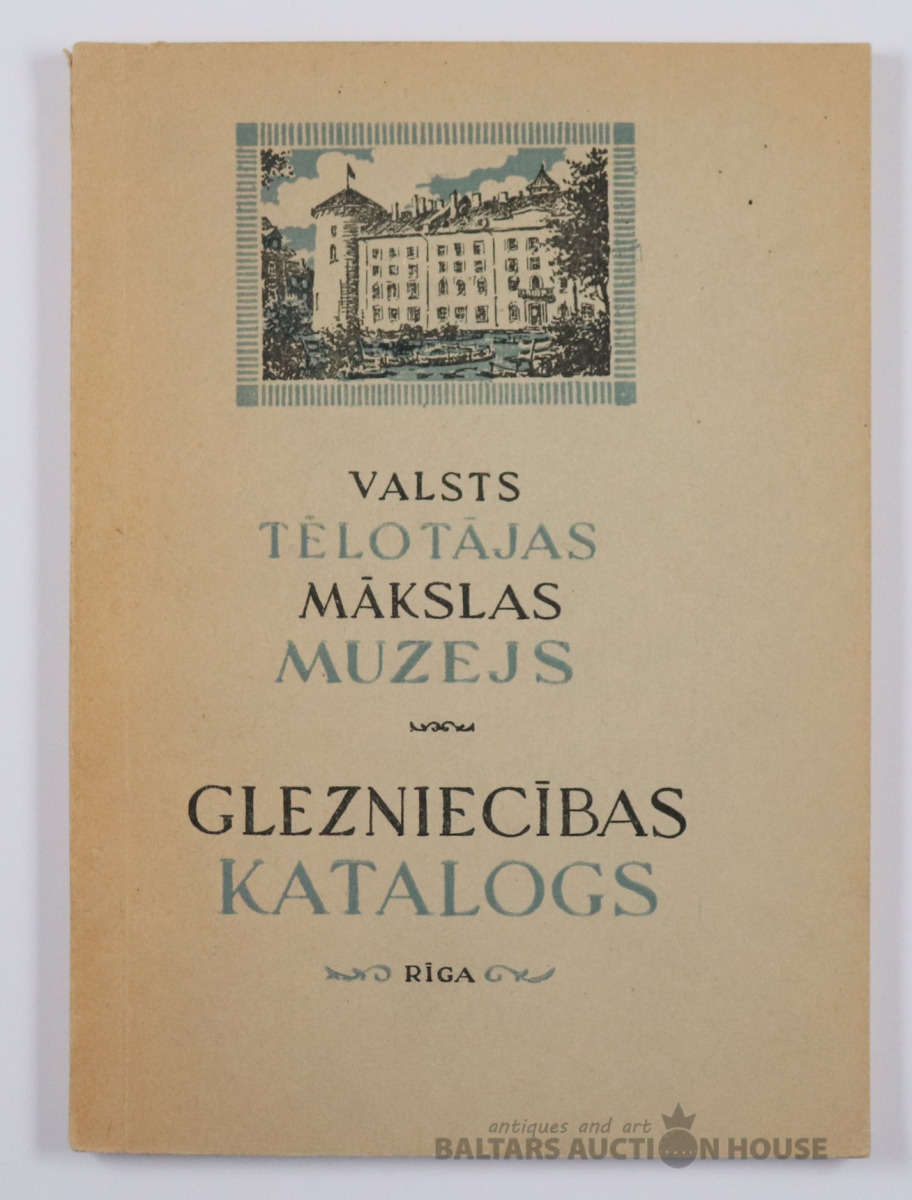 VALSTS
TĒLOTĀJAS
MĀKSLAS
MUZEJS
GLEZNIECĪBAS
KATALOGS
RĪGA
antiques and art
BALTARS AUCTION HOUSE